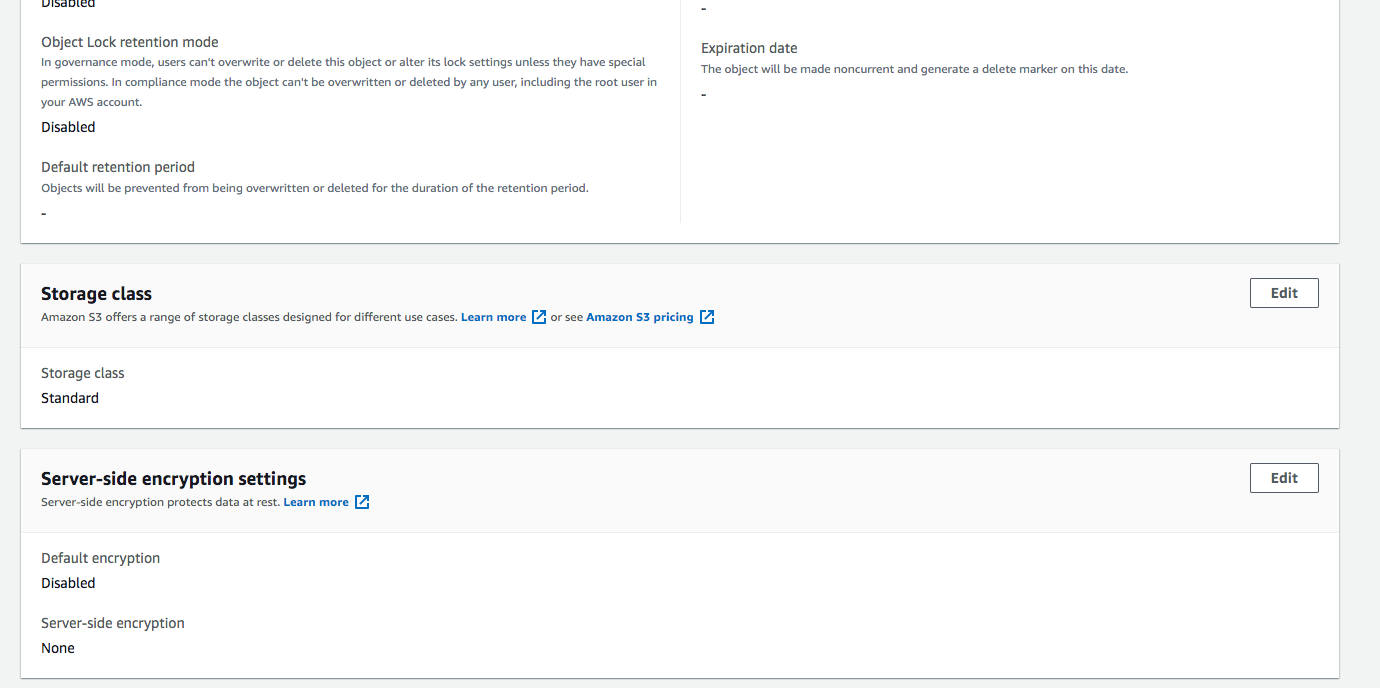 Disabled
Object Lock retention mode
In governance mode, users can't overwrite or delete this object or alter its lock settings unless they have special
permissions. In compliance mode the object can't be overwritten or deleted by any user, including the root user in
your AWS account.
Disabled
Default retention period
Objects will be prevented from being overwritten or deleted for the duration of the retention period.
-
-
Expiration date
The object will be made noncurrent and generate a delete marker on this date.
-
Storage class
Edit
Amazon S3 offers a range of storage classes designed for different use cases. Learn more or see Amazon S3 pricing
Storage class
Standard
Server-side encryption settings
Edit
Server-side encryption protects data at rest. Learn more
Default encryption
Disabled
Server-side encryption
None